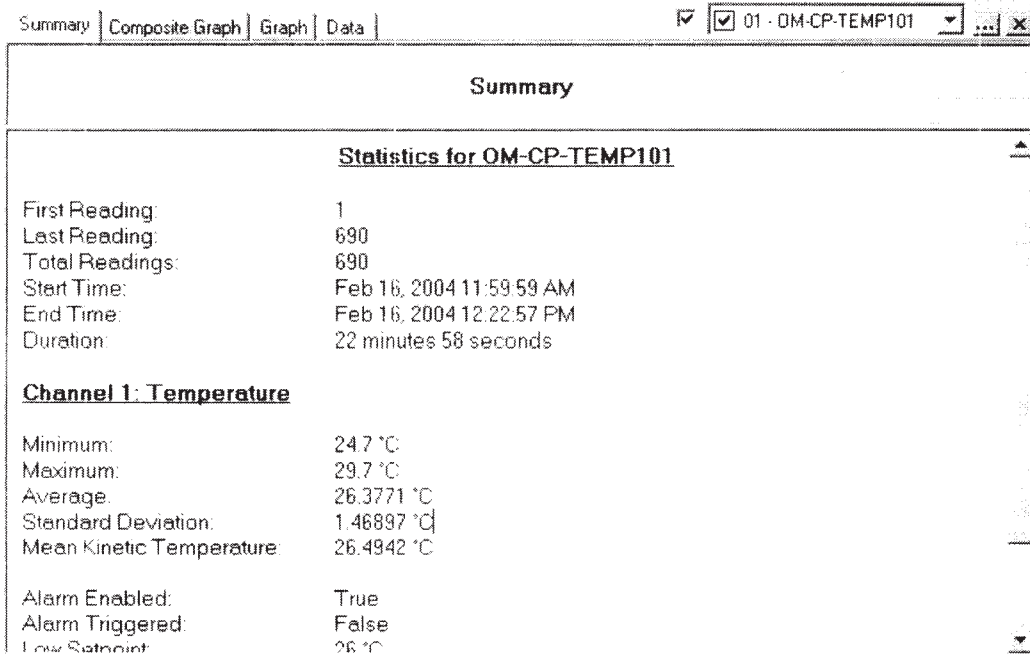 Summary Composite Graph Graph Data 01 - OM-CP-TEMP101 ... x
Summary
Statistics for OM-CP-TEMP101
First Reading: 1
Last Reading: 690
Total Readings: 690
Start Time: Feb 16, 2004 11:59:59 AM
End Time: Feb 16, 2004 12:22:57 PM
Duration: 22 minutes 58 seconds
Channel 1: Temperature
Minimum: 24.7 °C
Maximum: 29.7 °C
Average: 26.3771 °C
Standard Deviation: 1.46897 °C
Mean Kinetic Temperature: 26.4942 °C
Alarm Enabled: True
Alarm Triggered: False
Low Setpoint: 26 °C